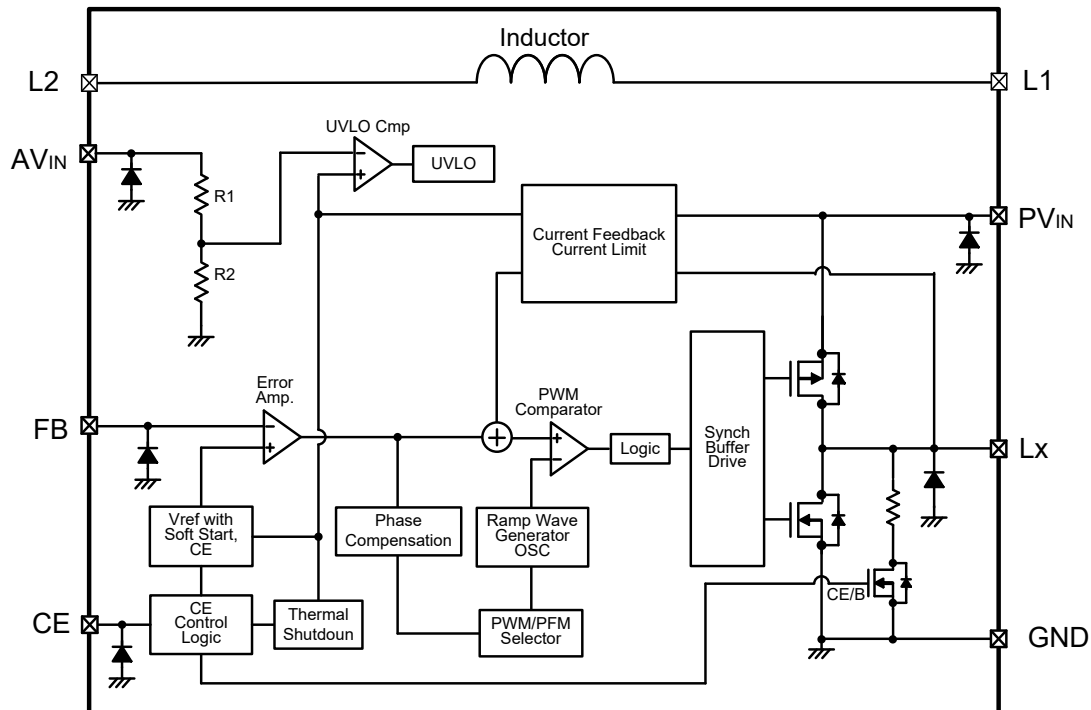 Inductor
L2
L1
UVLO Cmp
AVIN
UVLO
R1
PVIN
Current Feedback
Current Limit
R2
Error
Amp.
PWM
Comparator
FB
Logic
Synch
Buffer
Drive
Lx
Vref with
Soft Start,
CE
Phase
Compensation
Ramp Wave
Generator
OSC
CE/B
CE
CE
Control
Logic
Thermal
Shutdoun
PWM/PFM
Selector
GND